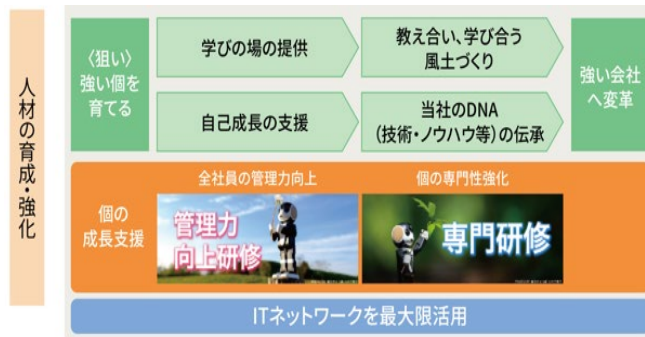 人材の育成・強化
〈狙い〉
強い個を
育てる
学びの場の提供
教え合い、学び合う
風土づくり
自己成長の支援
当社のDNA
(技術・ノウハウ等)の伝承
強い会社
へ変革
個の
成長支援
全社員の管理力向上
管理力
向上研修
個の専門性強化
専門研修
ITネットワークを最大限活用